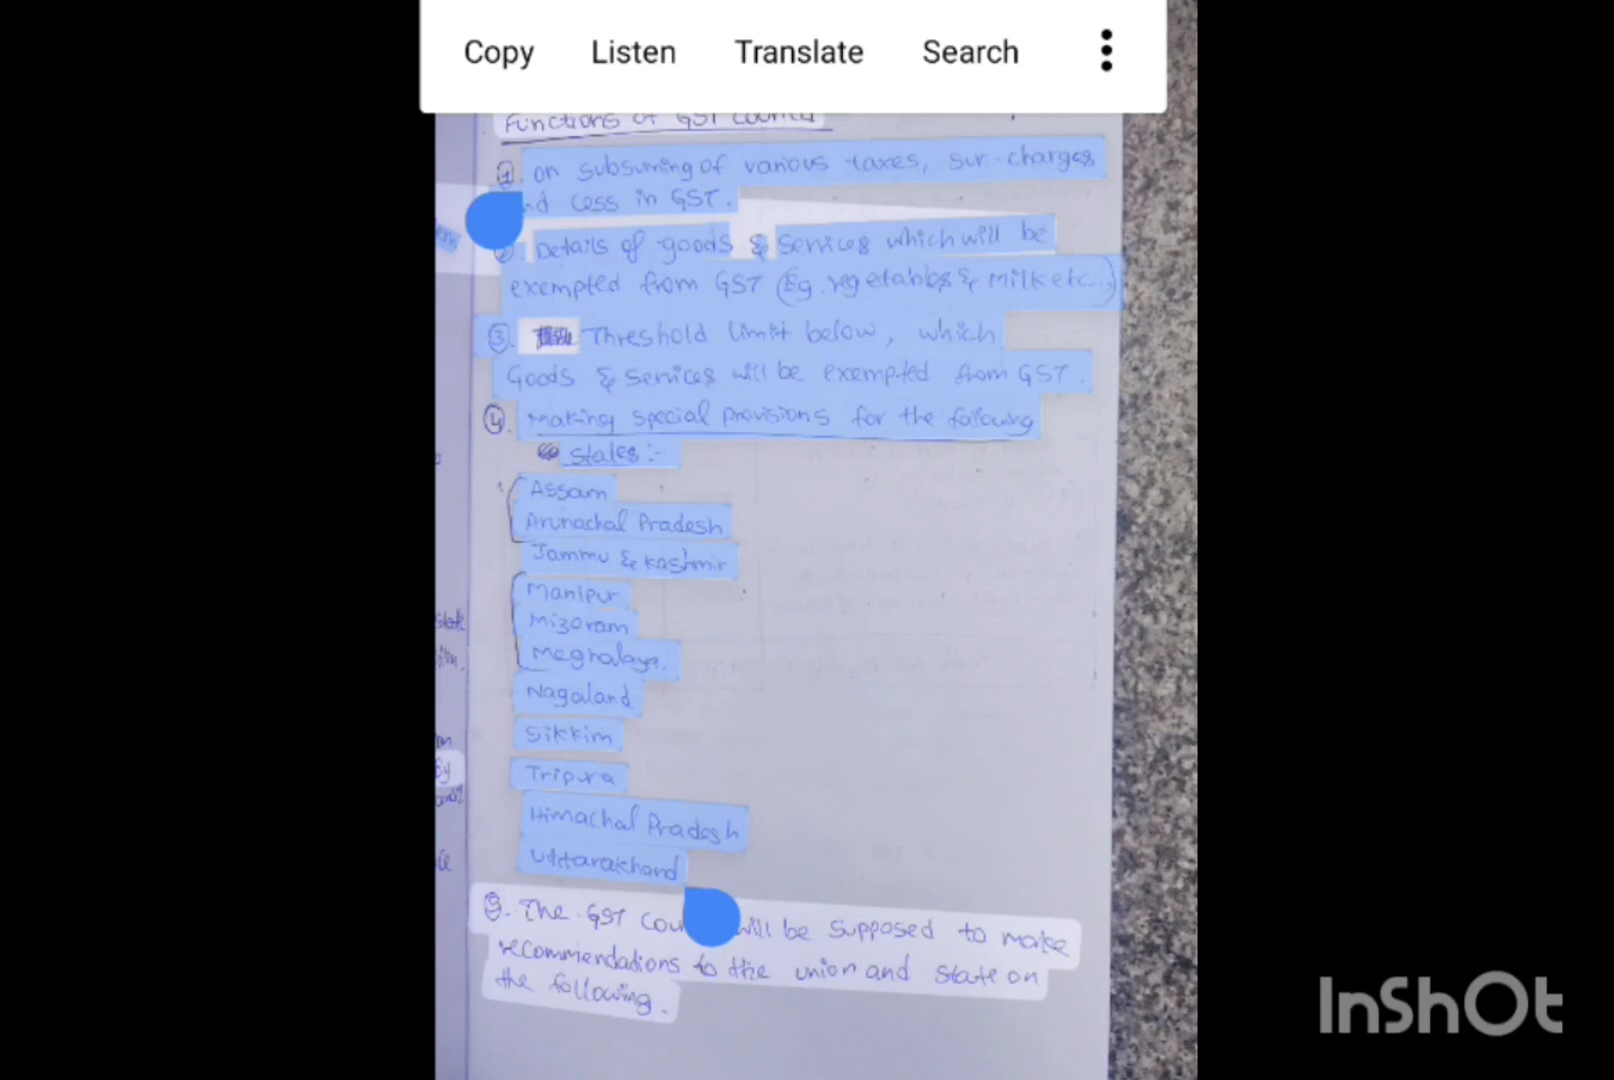 Copy Listen Translate Search
Functions of GST council
1. on subsuming of various taxes, sur-charges
nd cess in GST.
Details of goods & services which will be
exempted from GST (Eg. vegetables & Milk etc..)
3. Threshold limit below, which
Goods & services will be exempted from GST.
4. Making special provisions for the following
states:-
Assam
Arunachal Pradesh
Jammu & Kashmir
Manipur
Mizoram
Meghalaya.
Nagaland
Sikkim
Tripura
Himachal Pradesh
Uttarakhand
The GST Cou will be supposed to make
recommendations to the union and state on
the following.
InShOt